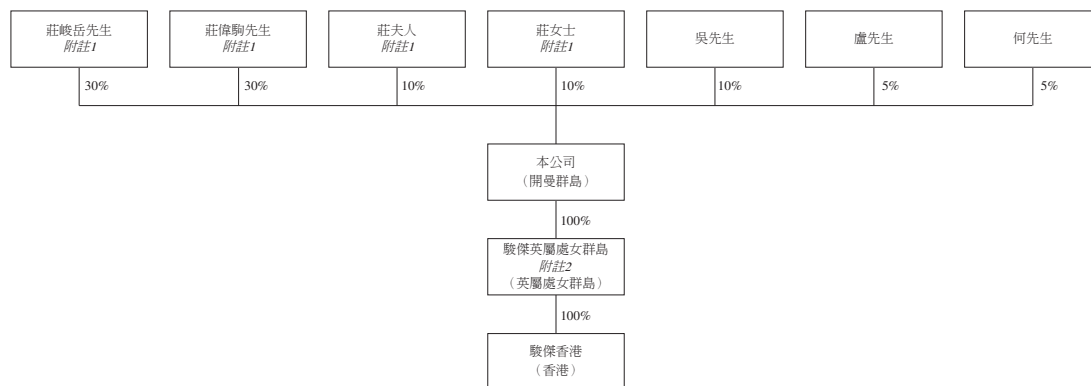 莊峻岳先生
附註1
莊偉駒先生
附註1
莊夫人
附註1
莊女士
附註1
吳先生
盧先生
何先生
30%
30%
10%
10%
10%
5%
5%
本公司
（開曼群島）
100%
駿傑英屬處女群島
附註2
（英屬處女群島）
100%
駿傑香港
（香港）